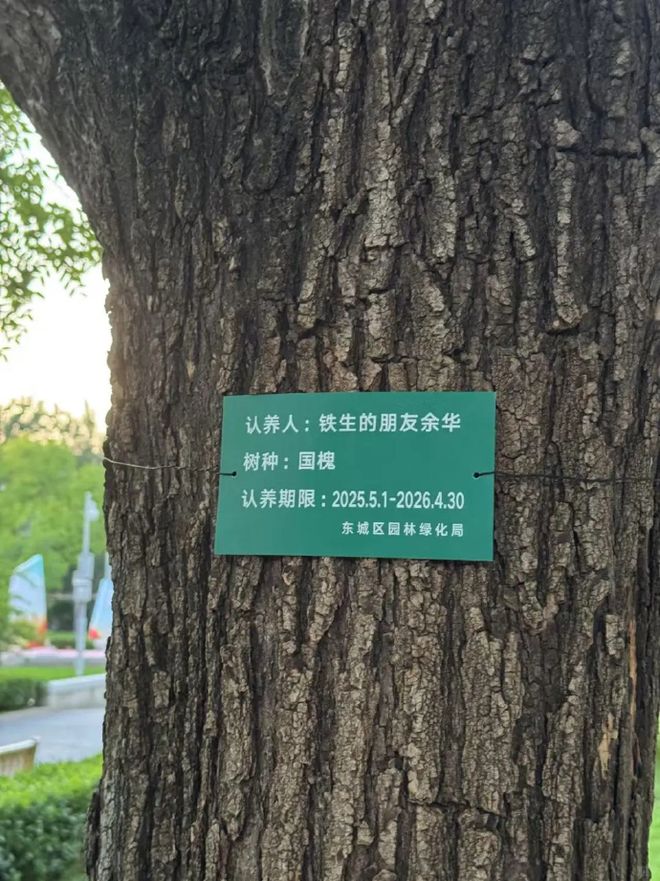 认养人：铁生的朋友余华
树种：国槐
认养期限：2025.5.1-2026.4.30
东城区园林绿化局